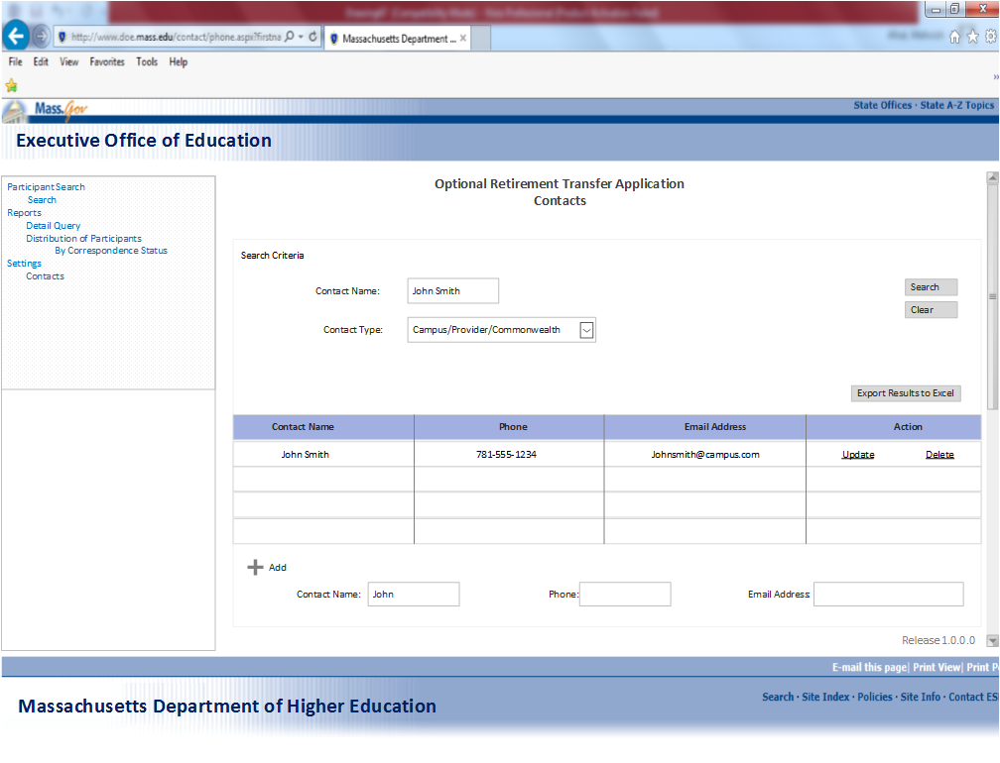 http://www.doe.mass.edu/contact/phone.aspx?firstna
Massachusetts Department ...
File Edit View Favorites Tools Help
Mass.Gov
State Offices · State A-Z Topics
Executive Office of Education
Participant Search
Search
Reports
Detail Query
Distribution of Participants
By Correspondence Status
Settings
Contacts
Optional Retirement Transfer Application
Contacts
Search Criteria
Contact Name: John Smith
Search
Contact Type: Campus/Provider/Commonwealth
Clear
Export Results to Excel
Contact Name Phone Email Address Action
John Smith 781-555-1234 Johnsmith@campus.com Update Delete
Add
Contact Name: John Phone: Email Address:
Release 1.0.0.0
E-mail this page| Print View| Print P
Massachusetts Department of Higher Education
Search · Site Index · Policies · Site Info · Contact ES